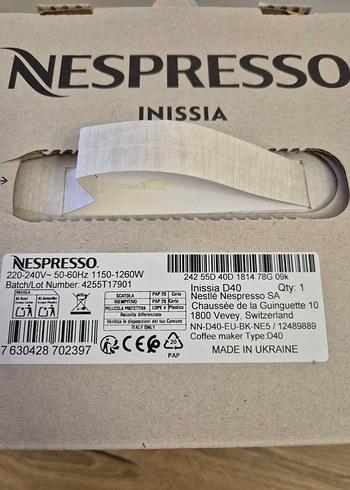 NESPRESSO
INISSIA
NESPRESSO
220-240V~ 50-60Hz 1150-1260W
Batch/Lot Number: 4255T17901
242 55D 40D 1814 78G 09k
Inissia D40 Qty: 1
Nestlé Nespresso SA
Chaussée de la Guinguette 10
1800 Vevey, Switzerland
NN-D40-EU-BK-NE5 / 12489889
Coffee maker Type:D40
MADE IN UKRAINE
RECICLA
SCATOLA PAP 20 Carta
RIEMPITIVO PAP 20 Carta
PELLICOLA PROTETTIVA LDPE 4 Plastica
Raccolta differenziata
Verifica le disposizioni del tuo Comune
ITALY ONLY
CE
20
PAP
7 630428 702397